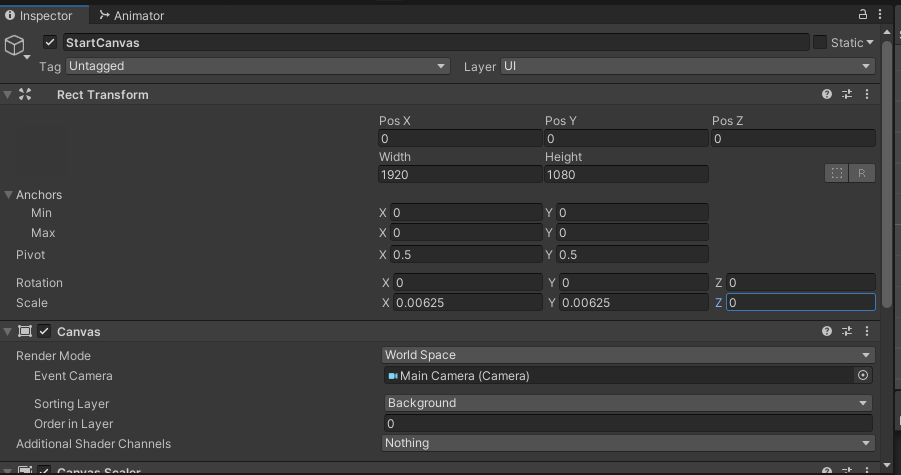 Inspector Animator
StartCanvas Static
Tag Untagged Layer UI
Rect Transform
Pos X Pos Y Pos Z
0 0 0
Width Height
1920 1080
R
Anchors
Min X 0 Y 0
Max X 0 Y 0
Pivot X 0.5 Y 0.5
Rotation X 0 Y 0 Z 0
Scale X 0.00625 Y 0.00625 Z 0
Canvas
Render Mode World Space
Event Camera Main Camera (Camera)
Sorting Layer Background
Order in Layer 0
Additional Shader Channels Nothing
Canvas Scaler